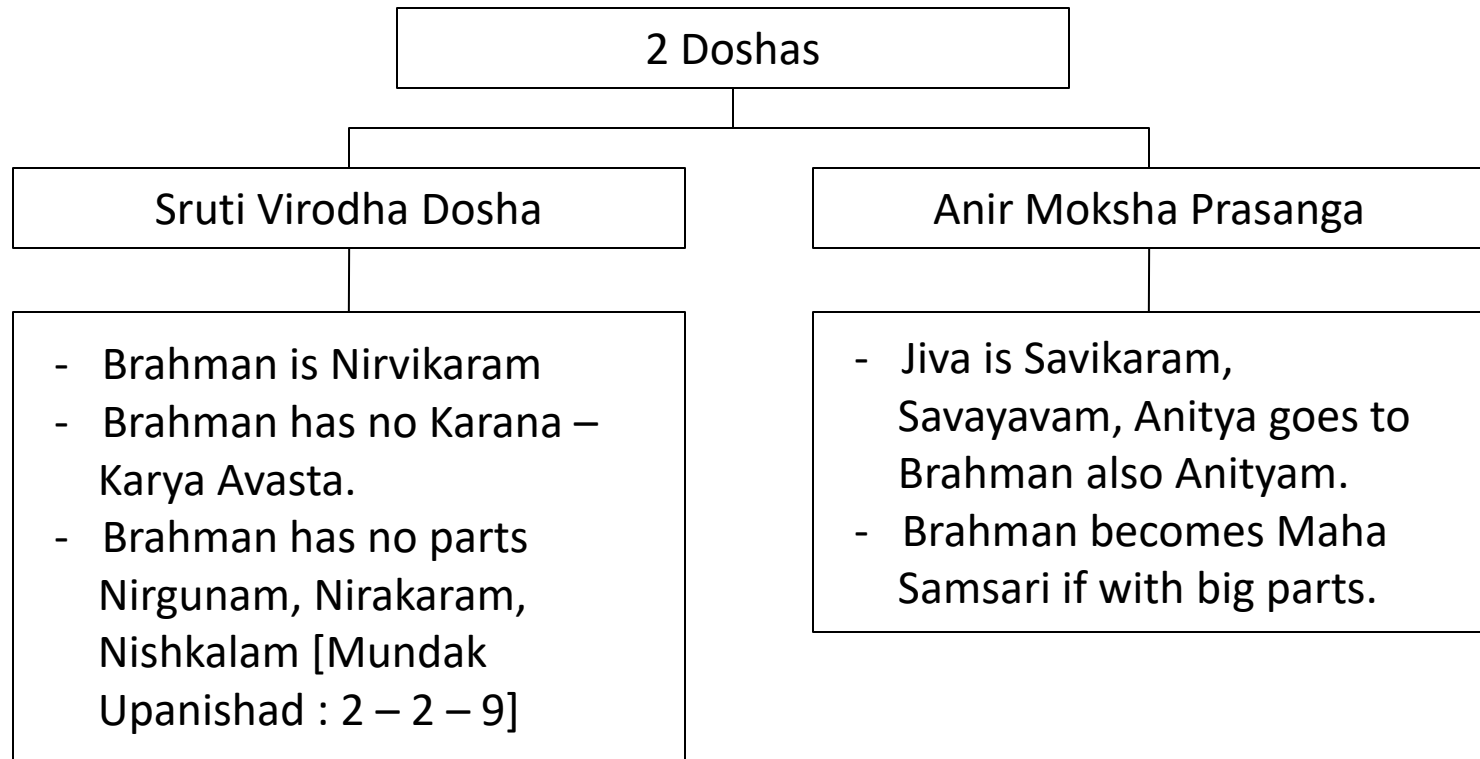 2 Doshas
Sruti Virodha Dosha
Anir Moksha Prasanga
- Brahman is Nirvikaram
- Brahman has no Karana –
Karya Avasta.
- Brahman has no parts
Nirgunam, Nirakaram,
Nishkalam [Mundak
Upanishad : 2 – 2 – 9]
- Jiva is Savikaram,
Savayavam, Anitya goes to
Brahman also Anityam.
- Brahman becomes Maha
Samsari if with big parts.